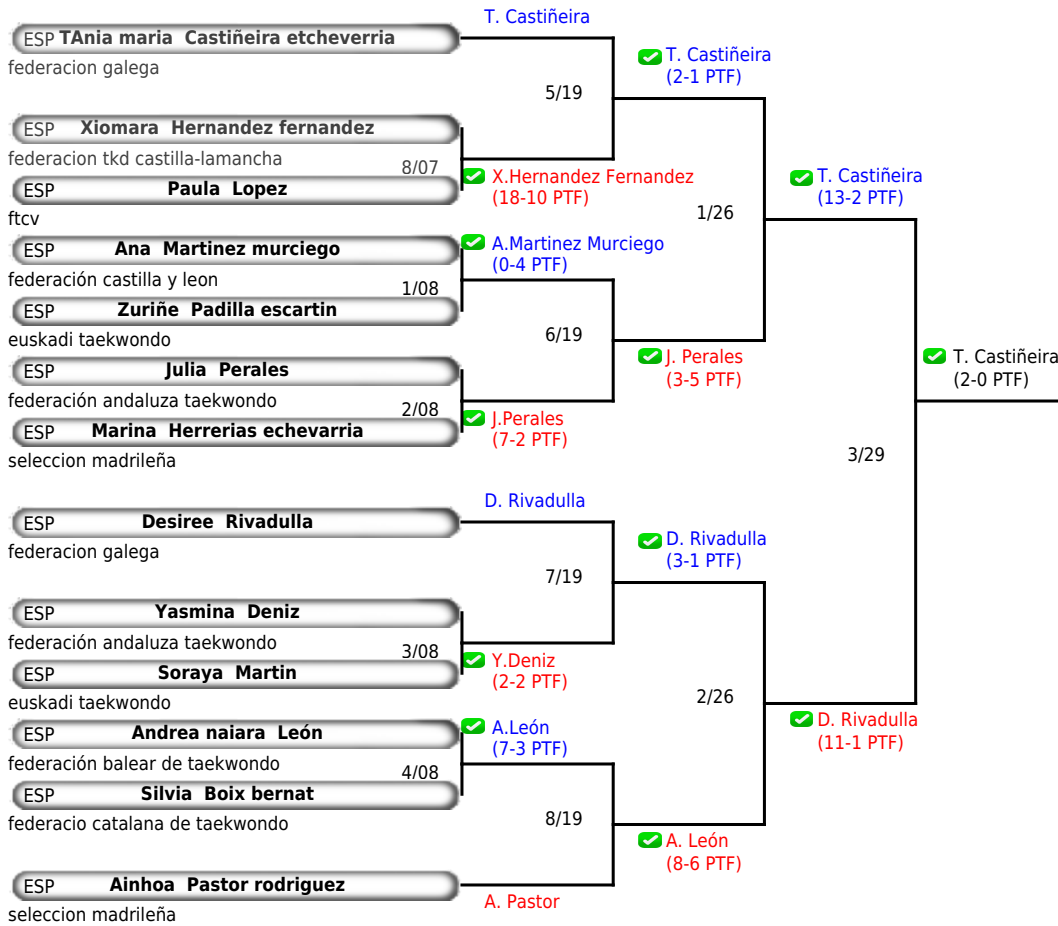 T. Castiñeira
ESP TAnia maria Castiñeira etcheverria
federacion galega
T. Castiñeira
(2-1 PTF)
5/19
ESP Xiomara Hernandez fernandez
federacion tkd castilla-lamancha
8/07
ESP Paula Lopez
ftcv
X.Hernandez Fernandez
(18-10 PTF)
T. Castiñeira
(13-2 PTF)
1/26
ESP Ana Martinez murciego
federación castilla y leon
A.Martinez Murciego
(0-4 PTF)
1/08
ESP Zuriñe Padilla escartin
euskadi taekwondo
6/19
ESP Julia Perales
federación andaluza taekwondo
J. Perales
(3-5 PTF)
T. Castiñeira
(2-0 PTF)
2/08
ESP Marina Herrerias echevarria
seleccion madrileña
J.Perales
(7-2 PTF)
3/29
D. Rivadulla
ESP Desiree Rivadulla
federacion galega
D. Rivadulla
(3-1 PTF)
7/19
ESP Yasmina Deniz
federación andaluza taekwondo
3/08
ESP Soraya Martin
euskadi taekwondo
Y.Deniz
(2-2 PTF)
2/26
D. Rivadulla
(11-1 PTF)
ESP Andrea naiara León
federación balear de taekwondo
A.León
(7-3 PTF)
4/08
ESP Silvia Boix bernat
federacio catalana de taekwondo
8/19
A. León
(8-6 PTF)
ESP Ainhoa Pastor rodriguez
seleccion madrileña
A. Pastor